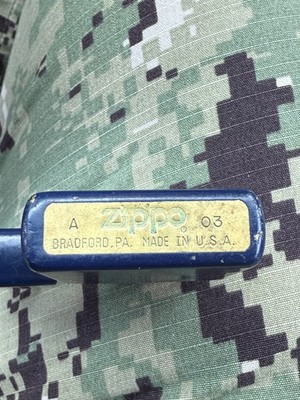 A Zippo® 03
BRADFORD, PA. MADE IN U.S.A.